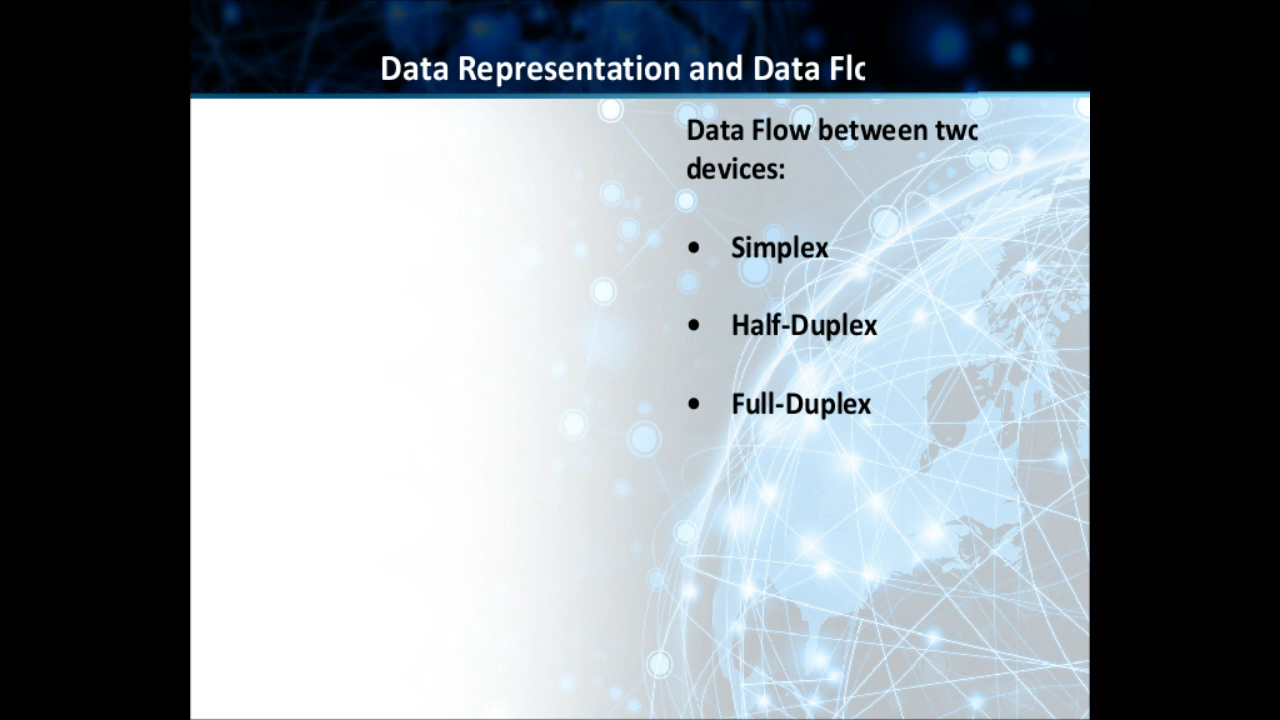 Data Representation and Data Flo
Data Flow between two
devices:
• Simplex
• Half-Duplex
• Full-Duplex